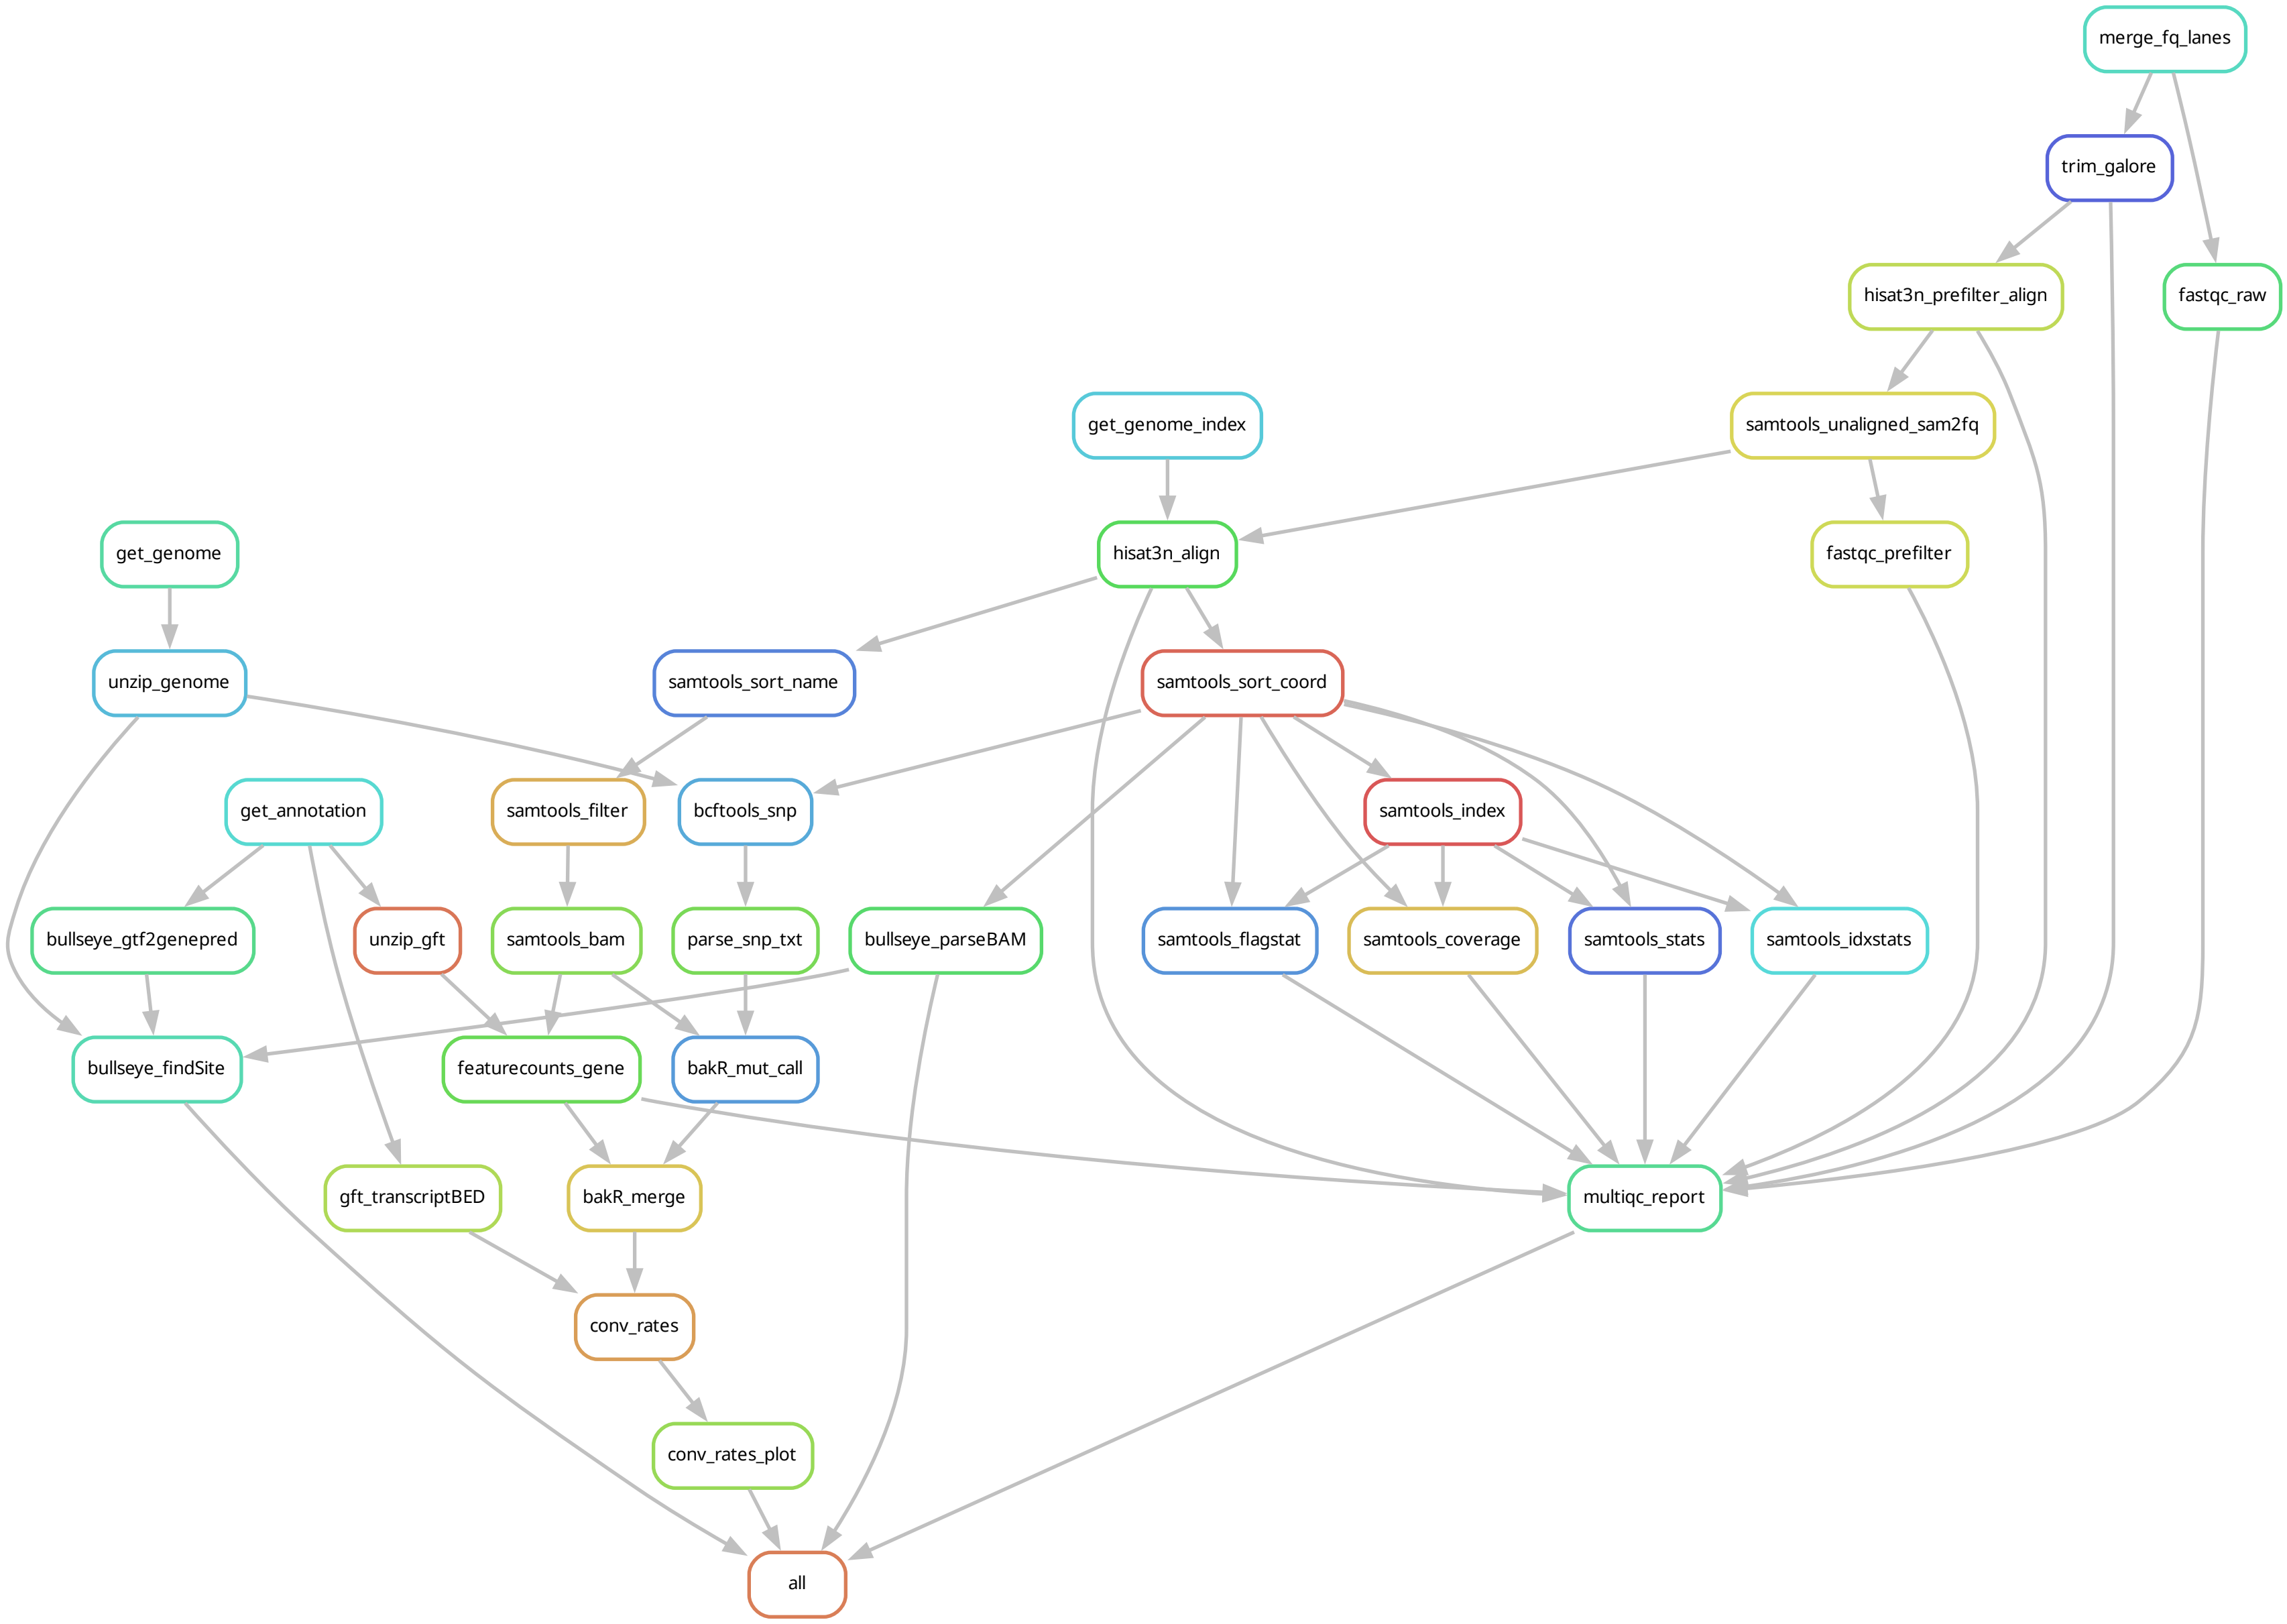 merge_fq_lanes
trim_galore
hisat3n_prefilter_align
fastqc_raw
get_genome_index
samtools_unaligned_sam2fq
get_genome
hisat3n_align
fastqc_prefilter
unzip_genome
samtools_sort_name
samtools_sort_coord
get_annotation
samtools_filter
bcftools_snp
samtools_index
bullseye_gtf2genepred
unzip_gft
samtools_bam
parse_snp_txt
bullseye_parseBAM
samtools_flagstat
samtools_coverage
samtools_stats
samtools_idxstats
bullseye_findSite
featurecounts_gene
bakR_mut_call
gft_transcriptBED
bakR_merge
multiqc_report
conv_rates
conv_rates_plot
all